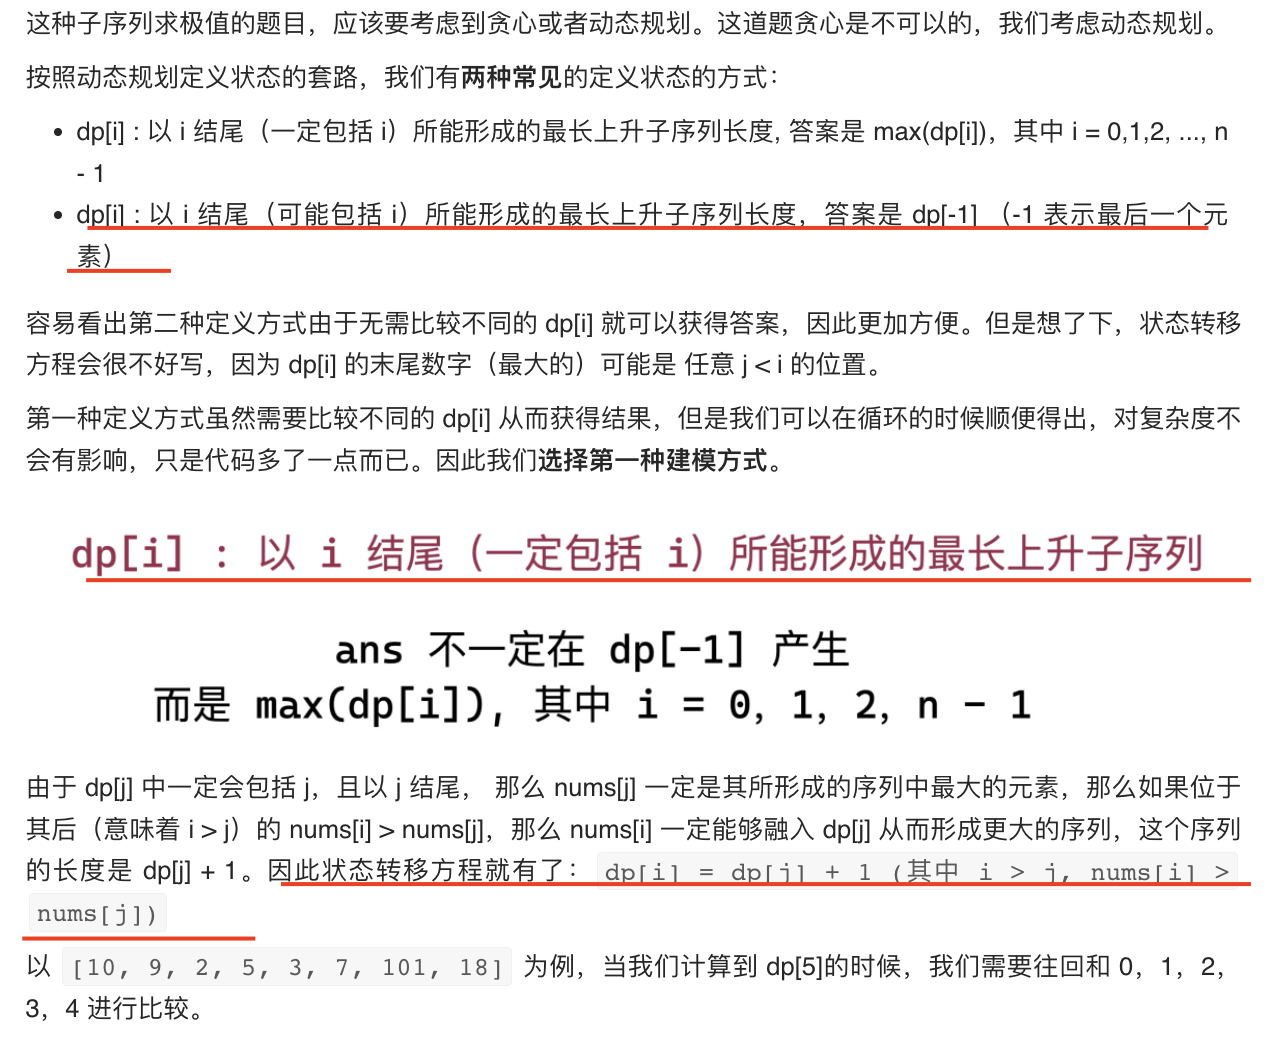 这种子序列求极值的题目，应该要考虑到贪心或者动态规划。这道题贪心是不可以的，我们考虑动态规划。
按照动态规划定义状态的套路，我们有两种常见的定义状态的方式：
• dp[i] : 以 i 结尾（一定包括 i）所能形成的最长上升子序列长度, 答案是 max(dp[i])，其中 i = 0,1,2, ..., n
- 1
• dp[i] : 以 i 结尾（可能包括 i）所能形成的最长上升子序列长度，答案是 dp[-1] （-1 表示最后一个元
素）
容易看出第二种定义方式由于无需比较不同的 dp[i] 就可以获得答案，因此更加方便。但是想了下，状态转移
方程会很不好写，因为 dp[i] 的末尾数字（最大的）可能是 任意 j < i 的位置。
第一种定义方式虽然需要比较不同的 dp[i] 从而获得结果，但是我们可以在循环的时候顺便得出，对复杂度不
会有影响，只是代码多了一点而已。因此我们选择第一种建模方式。
dp[i] : 以 i 结尾（一定包括 i）所能形成的最长上升子序列
ans 不一定在 dp[-1] 产生
而是 max(dp[i]), 其中 i = 0, 1, 2, n - 1
由于 dp[j] 中一定会包括 j，且以 j 结尾， 那么 nums[j] 一定是其所形成的序列中最大的元素，那么如果位于
其后（意味着 i > j）的 nums[i] > nums[j]，那么 nums[i] 一定能够融入 dp[j] 从而形成更大的序列，这个序列
的长度是 dp[j] + 1。因此状态转移方程就有了： dp[i] = dp[j] + 1 (其中 i > j, nums[i] >
nums[j])
以 [10, 9, 2, 5, 3, 7, 101, 18] 为例，当我们计算到 dp[5]的时候，我们需要往回和 0，1，2，
3，4 进行比较。